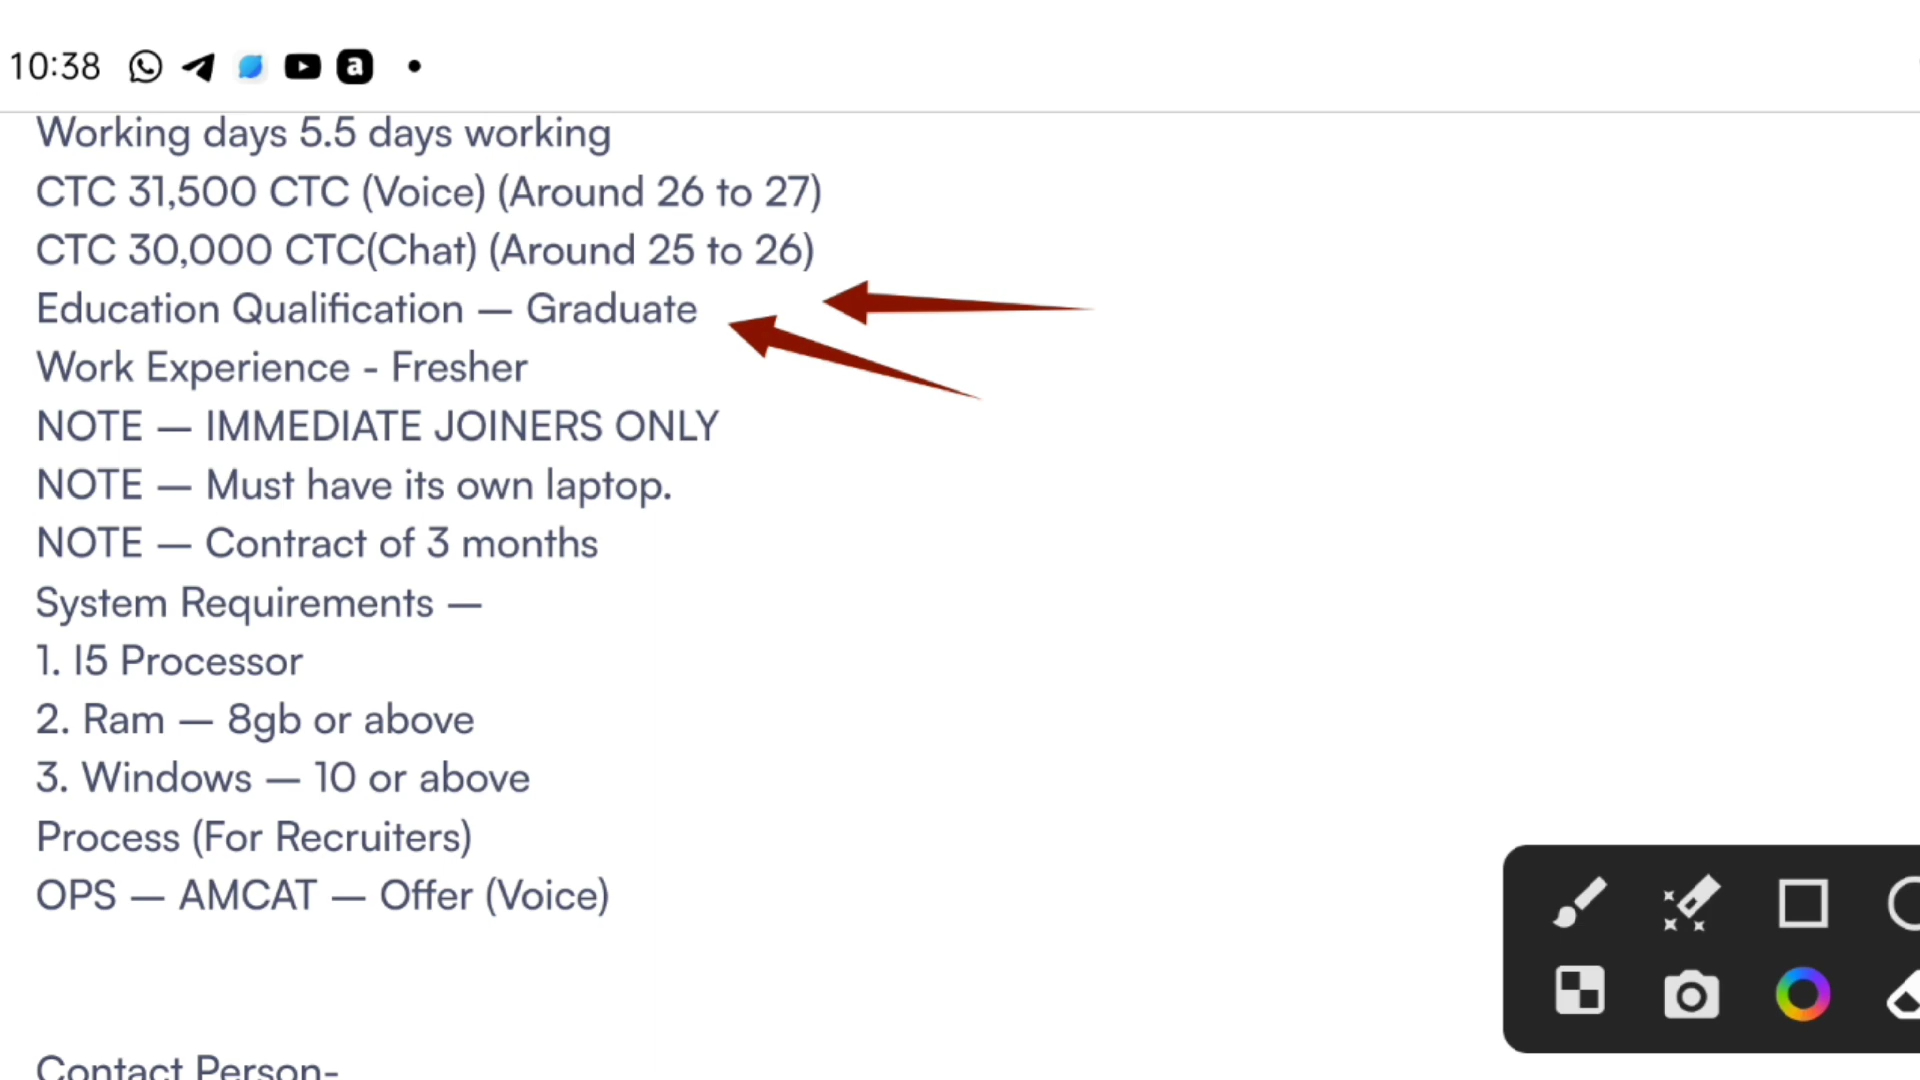 10:38
Working days 5.5 days working
CTC 31,500 CTC (Voice) (Around 26 to 27)
CTC 30,000 CTC(Chat) (Around 25 to 26)
Education Qualification — Graduate
Work Experience - Fresher
NOTE — IMMEDIATE JOINERS ONLY
NOTE — Must have its own laptop.
NOTE — Contract of 3 months
System Requirements —
1. I5 Processor
2. Ram — 8gb or above
3. Windows — 10 or above
Process (For Recruiters)
OPS — AMCAT — Offer (Voice)
Contact Person-